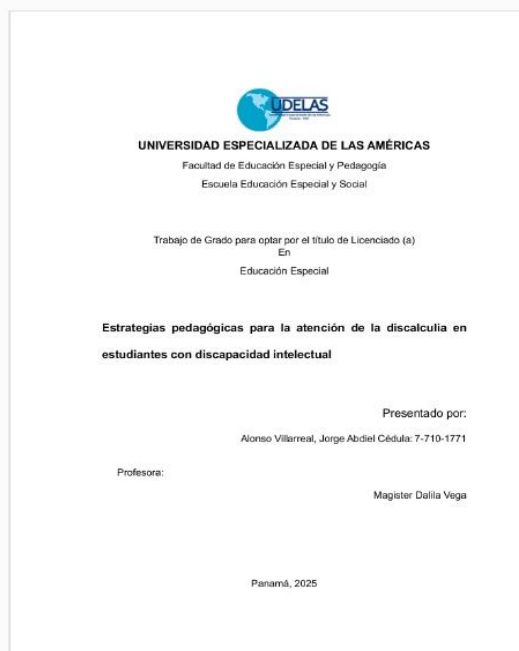 UDELAS
UNIVERSIDAD ESPECIALIZADA DE LAS AMÉRICAS
Facultad de Educación Especial y Pedagogía
Escuela Educación Especial y Social
Trabajo de Grado para optar por el título de Licenciado (a)
En
Educación Especial
Estrategias pedagógicas para la atención de la discalculia en
estudiantes con discapacidad intelectual
Presentado por:
Alonso Villarreal, Jorge Abdiel Cédula: 7-710-1771
Profesora:
Magister Dalila Vega
Panamá, 2025